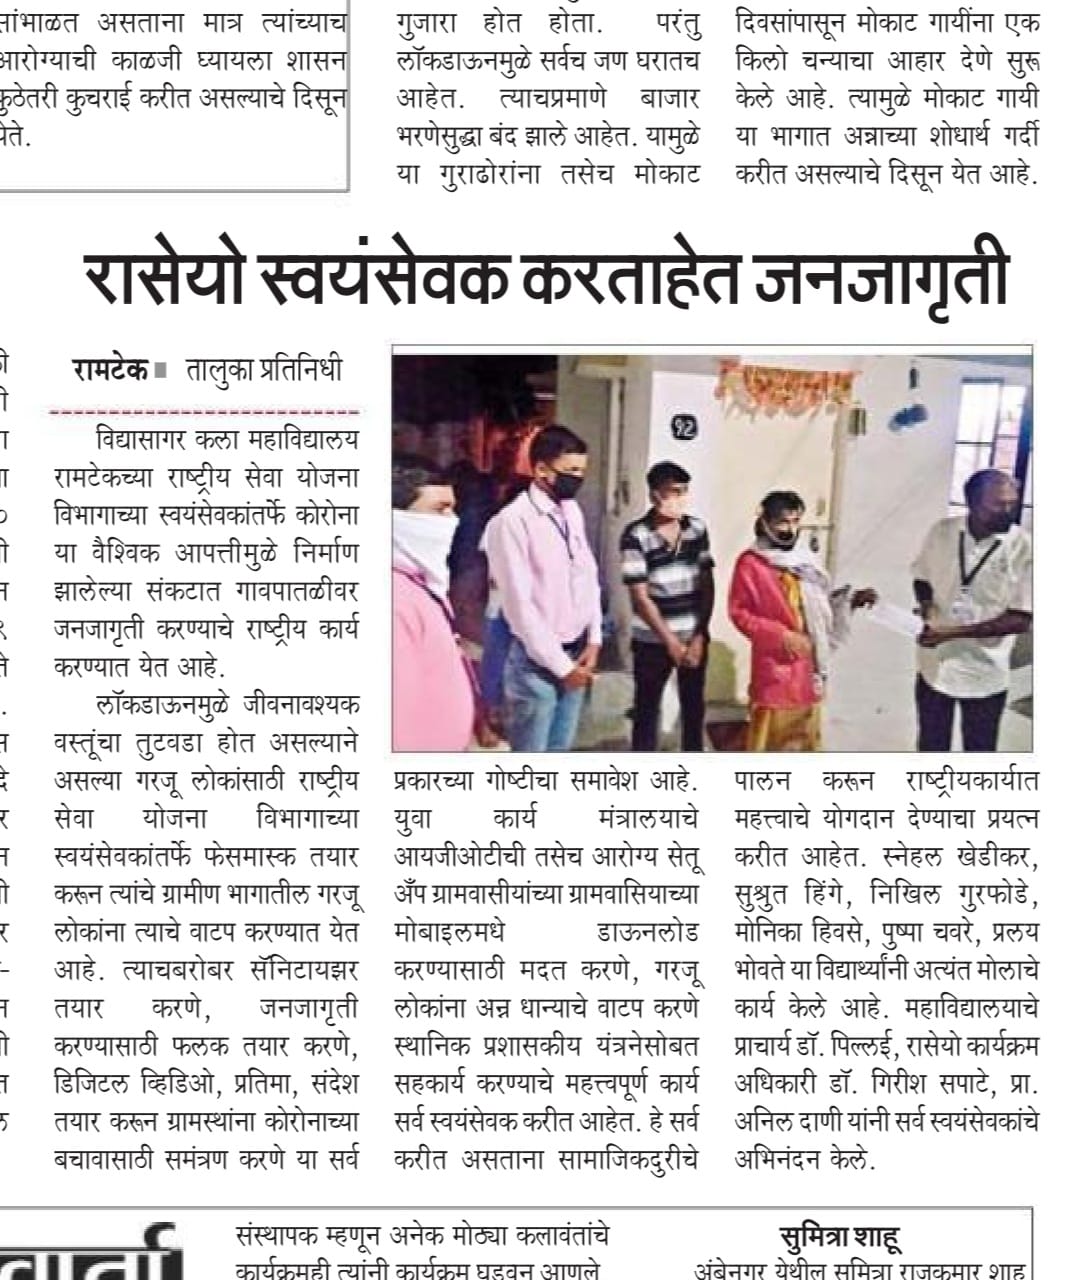 सांभाळत असताना मात्र त्यांच्याच
आरोग्याची काळजी घ्यायला शासन
कुठेतरी कुचराई करीत असल्याचे दिसून
येते.
गुजारा होत होता. परंतु
लॉकडाऊनमुळे सर्वच जण घरातच
आहेत. त्याचप्रमाणे बाजार
भरणेसुद्धा बंद झाले आहेत. यामुळे
या गुराढोरांना तसेच मोकाट
दिवसांपासून मोकाट गायींना एक
किलो चन्याचा आहार देणे सुरू
केले आहे. त्यामुळे मोकाट गायी
या भागात अन्नाच्या शोधार्थ गर्दी
करीत असल्याचे दिसून येत आहे.
रासेयो स्वयंसेवक करताहेत जनजागृती
रामटेक ■ तालुका प्रतिनिधी
विद्यासागर कला महाविद्यालय
रामटेकच्या राष्ट्रीय सेवा योजना
विभागाच्या स्वयंसेवकांतर्फे कोरोना
या वैश्विक आपत्तीमुळे निर्माण
झालेल्या संकटात गावपातळीवर
जनजागृती करण्याचे राष्ट्रीय कार्य
करण्यात येत आहे.
लॉकडाऊनमुळे जीवनावश्यक
वस्तूंचा तुटवडा होत असल्याने
असल्या गरजू लोकांसाठी राष्ट्रीय
सेवा योजना विभागाच्या
स्वयंसेवकांतर्फे फेसमास्क तयार
करून त्यांचे ग्रामीण भागातील गरजू
लोकांना त्याचे वाटप करण्यात येत
आहे. त्याचबरोबर सॅनिटायझर
तयार करणे, जनजागृती
करण्यासाठी फलक तयार करणे,
डिजिटल व्हिडिओ, प्रतिमा, संदेश
तयार करून ग्रामस्थांना कोरोनाच्या
बचावासाठी समंत्रण करणे या सर्व
९२
प्रकारच्या गोष्टीचा समावेश आहे.
युवा कार्य मंत्रालयाचे
आयजीओटीची तसेच आरोग्य सेतू
अँप ग्रामवासीयांच्या ग्रामवासियाच्या
मोबाइलमधे डाऊनलोड
करण्यासाठी मदत करणे, गरजू
लोकांना अन्न धान्याचे वाटप करणे
स्थानिक प्रशासकीय यंत्रनेसोबत
सहकार्य करण्याचे महत्त्वपूर्ण कार्य
सर्व स्वयंसेवक करीत आहेत. हे सर्व
करीत असताना सामाजिकदुरीचे
पालन करून राष्ट्रीयकार्यात
महत्त्वाचे योगदान देण्याचा प्रयत्न
करीत आहेत. स्नेहल खेडीकर,
सुश्रुत हिंगे, निखिल गुरफोडे,
मोनिका हिवसे, पुष्पा चवरे, प्रलय
भोवते या विद्यार्थ्यांनी अत्यंत मोलाचे
कार्य केले आहे. महाविद्यालयाचे
प्राचार्य डॉ. पिल्लई, रासेयो कार्यक्रम
अधिकारी डॉ. गिरीश सपाटे, प्रा.
अनिल दाणी यांनी सर्व स्वयंसेवकांचे
अभिनंदन केले.
वार्ता
संस्थापक म्हणून अनेक मोठ्या कलावंतांचे
कार्यक्रमही त्यांनी कार्यक्रम घडवून आणले
सुमित्रा शाहू
अंबेनगर येथील सुमित्रा राजकुमार शाहू